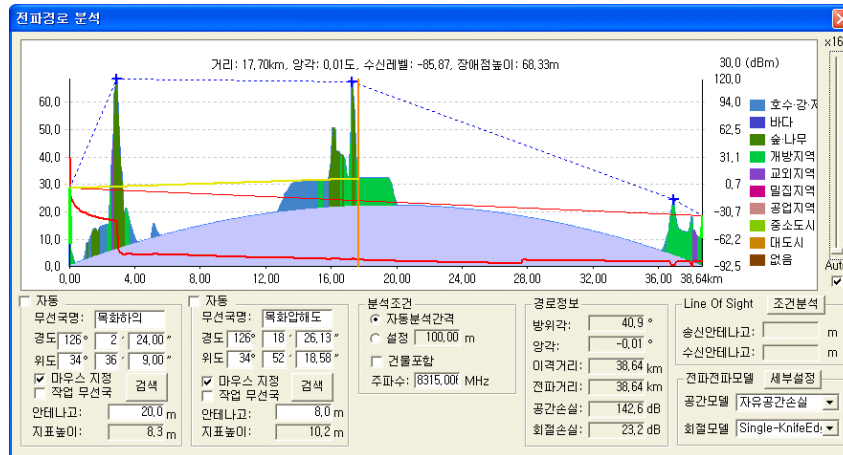 전파경로 분석
x16
거리: 17,70km, 양각: 0,01도, 수신레벨: -85,87, 장애점높이: 68,33m
30,0 (dBm)
60,0
50,0
40,0
30,0
20,0
10,0
0,0
120,0
94,0
62,5
31,1
0,7
-30,7
-62,2
-92,5
호수·강·지
바다
숲·나무
개방지역
교외지역
밀집지역
공업지역
중소도시
대도시
없음
0,00 4,00 8,00 12,00 16,00 20,00 24,00 28,00 32,00 36,00 38,64km
Auto
자동
무선국명: 목화하의
경도 126° 2 ' 24,00 "
위도 34° 36 ' 9,00 "
마우스 지정
작업 무선국
검색
안테나고: 20,0 m
지표높이: 8,3 m
자동
무선국명: 목화압해도
경도 126° 18 ' 26,13 "
위도 34° 52 ' 18,58 "
마우스 지정
작업 무선국
검색
안테나고: 8,0 m
지표높이: 10,2 m
분석조건
자동분석간격
설정 100,00 m
건물포함
주파수: 8315,00 MHz
경로정보
방위각: 40,9 °
양각: -0,01 °
이격거리: 38,64 km
전파거리: 38,64 km
공간손실: 142,6 dB
회절손실: 23,2 dB
Line Of Sight 조건분석
송신안테나고: m
수신안테나고: m
전파전파모델 세부설정
공간모델 자유공간손실
회절모델 Single-KnifeEd